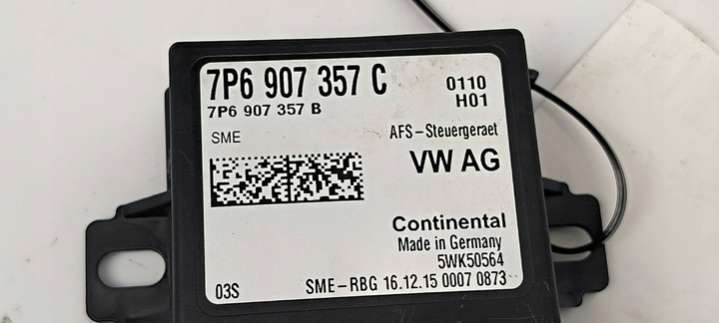 7P6 907 357 C
0110
7P6 907 357 B
H01
SME
AFS-Steuergeraet
VW AG
Continental
Made in Germany
5WK50564
03S
SME-RBG 16.12.15 0007 0873